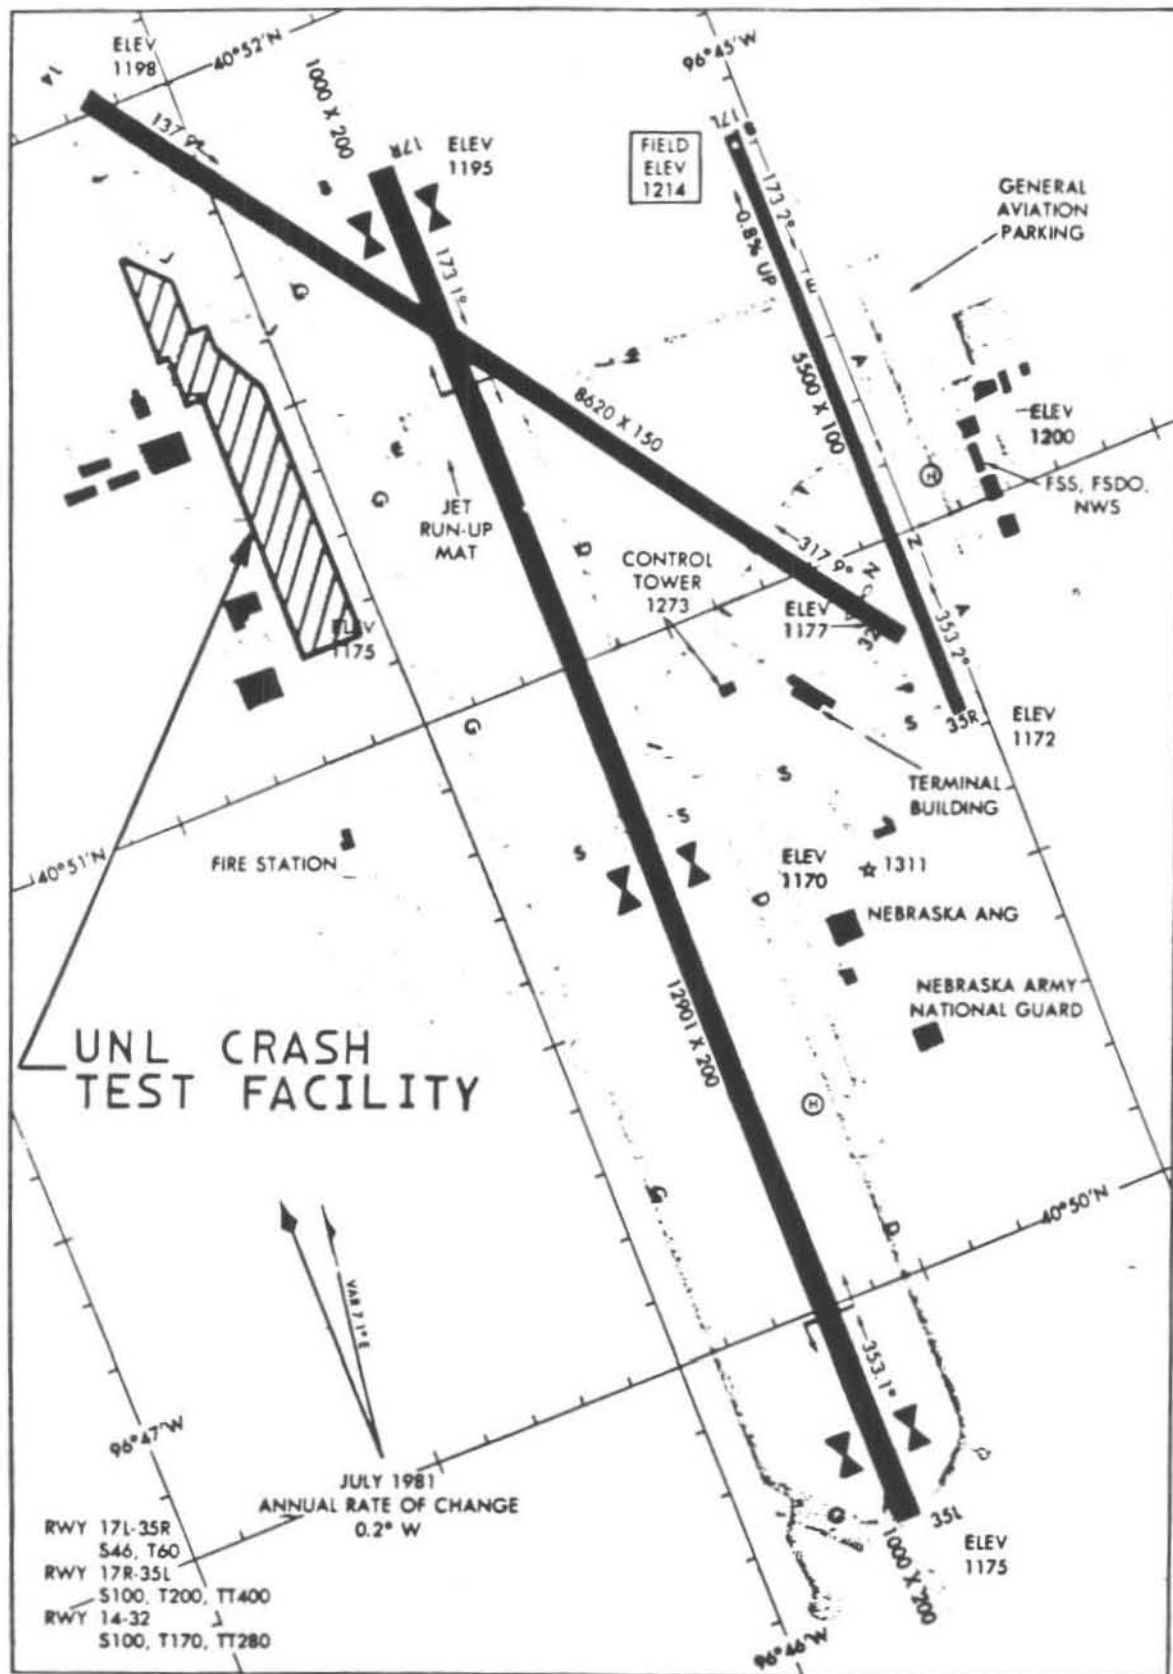 ELEV
1198
40°52'N
14
137.9°
1000 X 200
17R
ELEV
1195
173.1°
96°45'W
17L
FIELD
ELEV
1214
173.2°
0.8% UP
GENERAL
AVIATION
PARKING
5500 X 100
8620 X 150
ELEV
1200
FSS, FSDO,
NWS
H
JET
RUN-UP
MAT
CONTROL
TOWER
1273
317.9°
ELEV
1177
32
353.2°
35R
ELEV
1172
ELEV
1175
TERMINAL
BUILDING
40°51'N
FIRE STATION
ELEV
1170
1311
NEBRASKA ANG
NEBRASKA ARMY
NATIONAL GUARD
12901 X 200
UNL CRASH
TEST FACILITY
H
40°50'N
VAR 7.1° E
353.1°
96°47'W
JULY 1981
ANNUAL RATE OF CHANGE
0.2° W
35L
ELEV
1175
1000 X 200
RWY 17L-35R
S46, T60
RWY 17R-35L
S100, T200, TT400
RWY 14-32
S100, T170, TT280
96°46'W